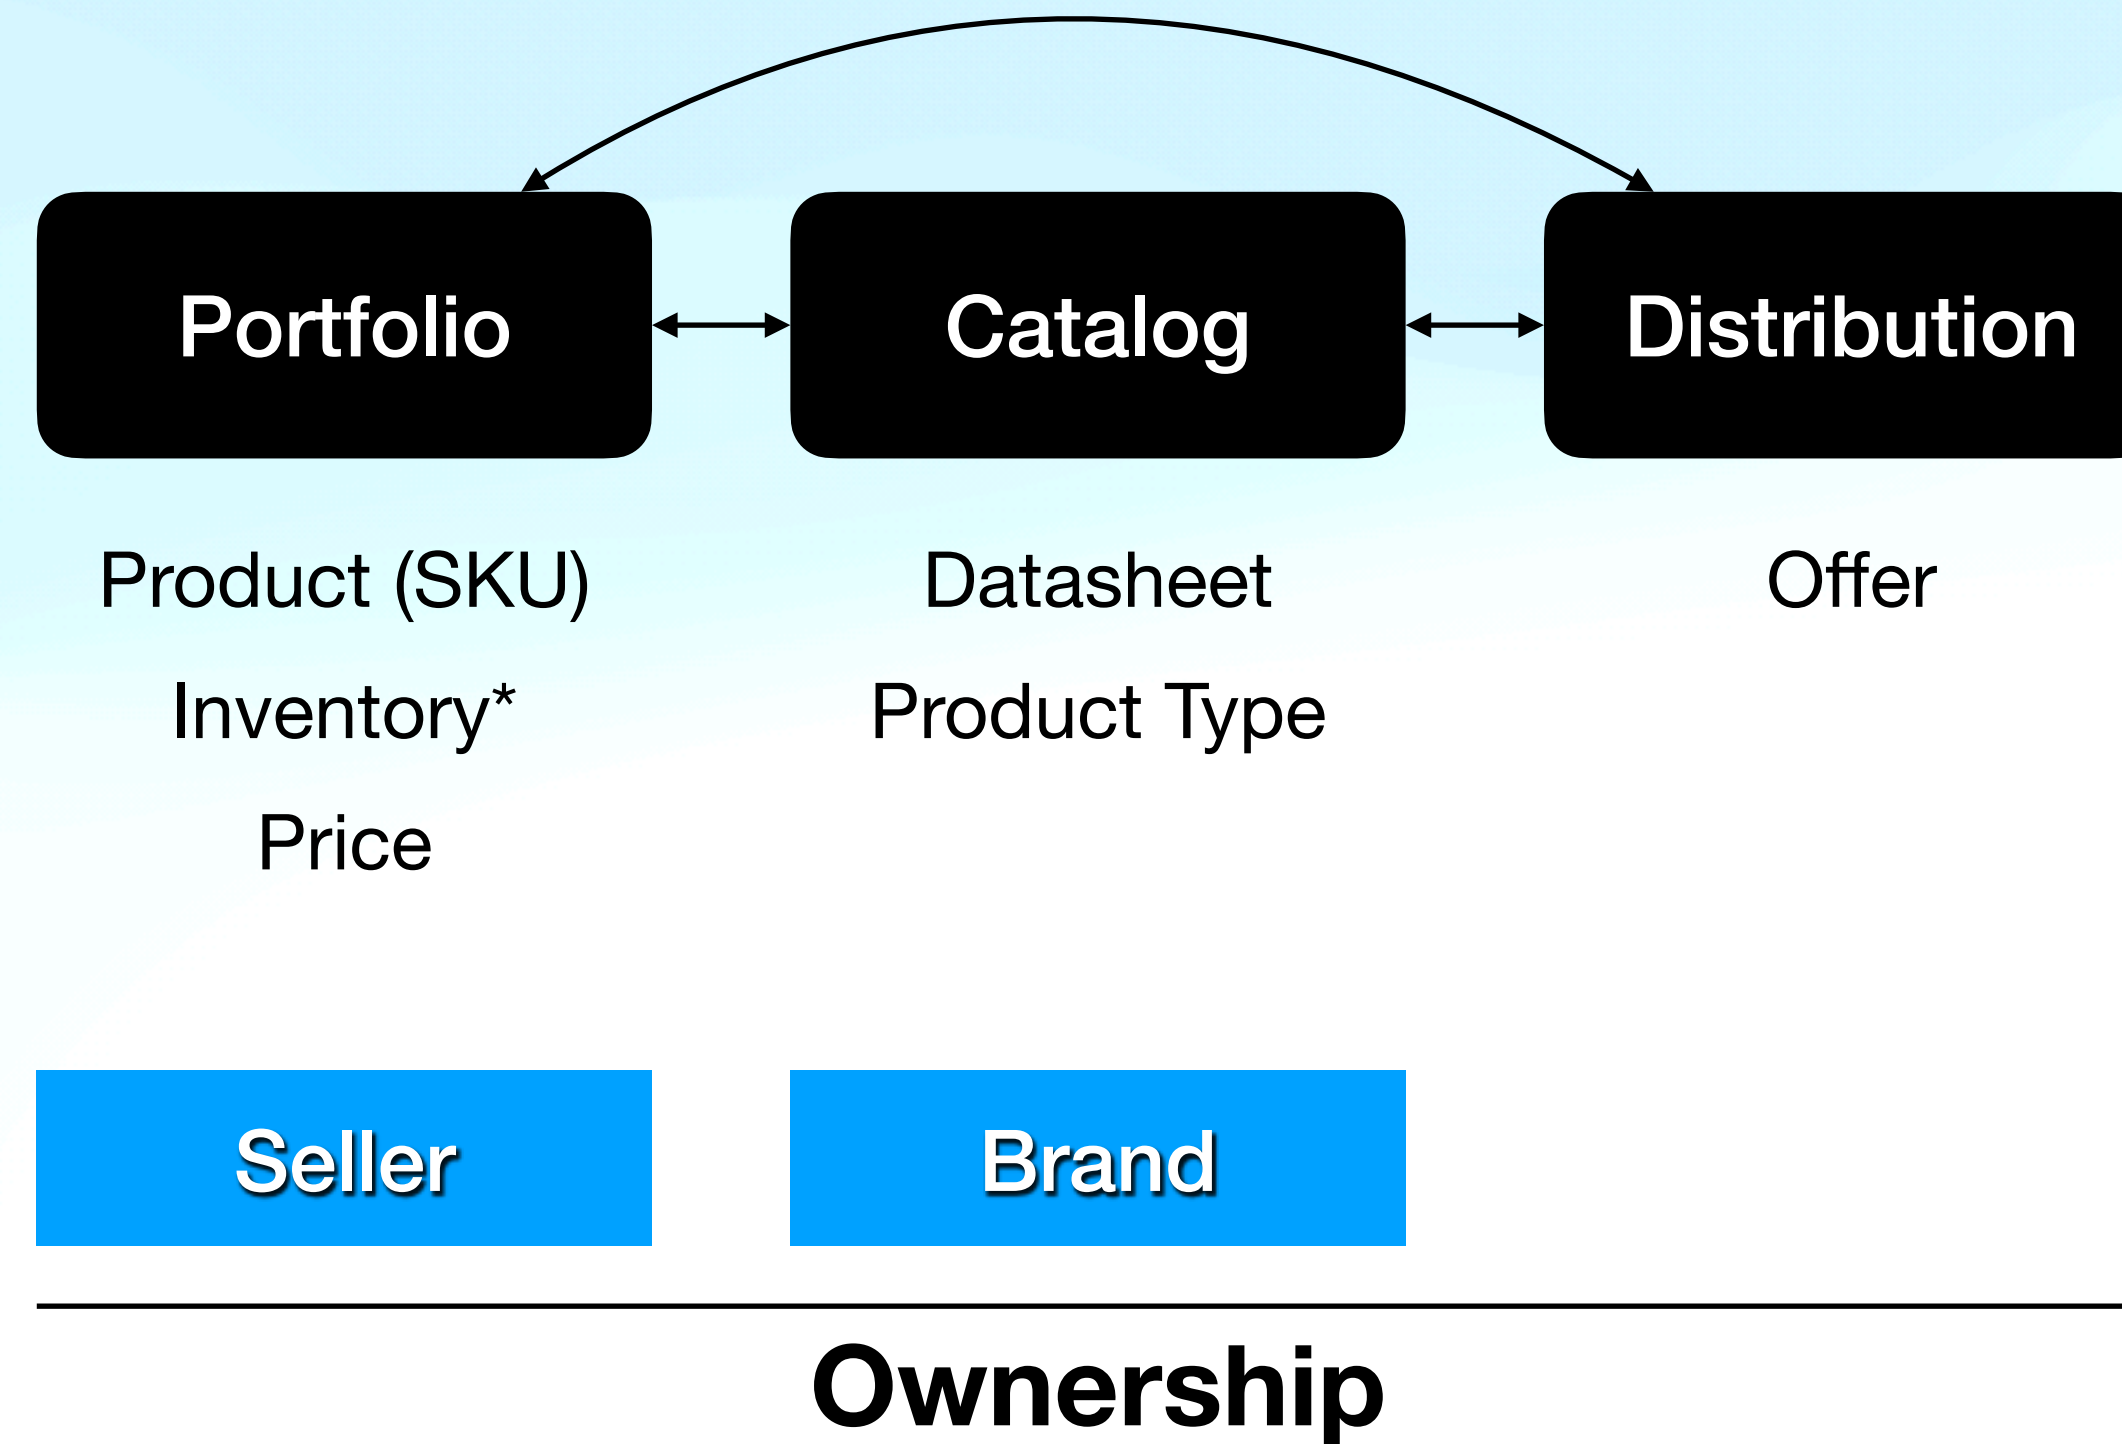 Portfolio
Catalog
Distribution
Product (SKU)
Datasheet
Offer
Inventory*
Product Type
Price
Seller
Brand
Ownership